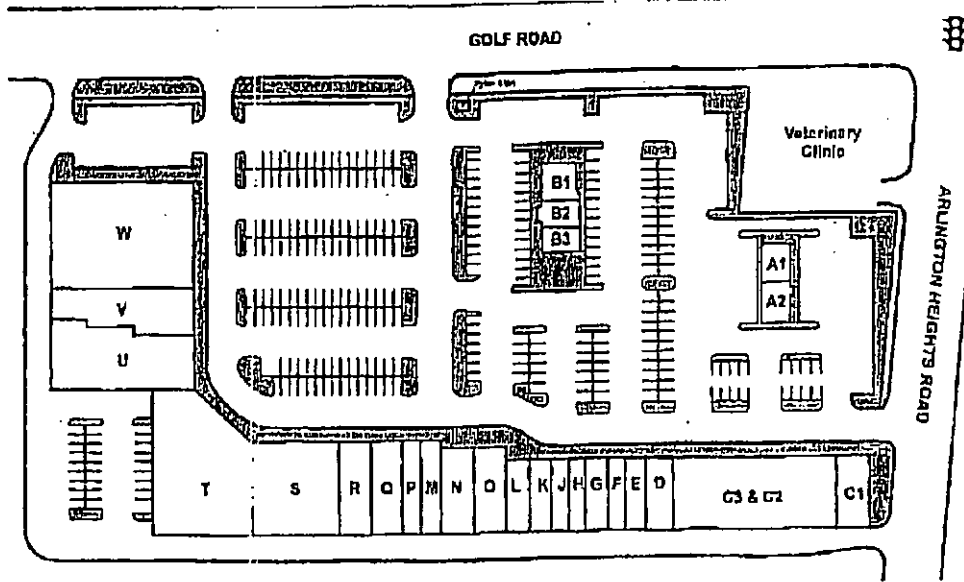 GOLF ROAD
Veterinary
Clinic
ARLINGTON HEIGHTS ROAD
B1
B2
B3
W
A1
A2
V
U
T
S
R
Q
P
M
N
O
L
K
J
H
G
F
E
D
C3 & C2
C1